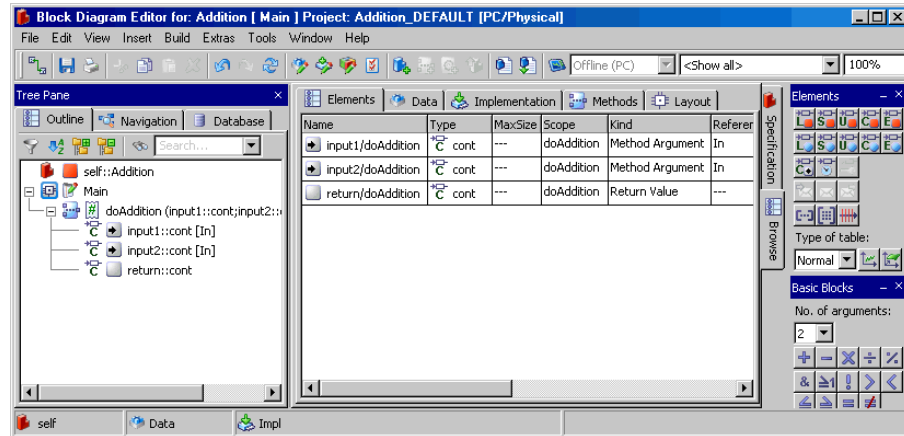 Block Diagram Editor for: Addition [ Main ] Project: Addition_DEFAULT [PC/Physical]
File Edit View Insert Build Extras Tools Window Help
Offline (PC) <Show all> 100%
Tree Pane
Outline Navigation Database
Search...
self::Addition
Main
doAddition (input1::cont;input2::
input1::cont [In]
input2::cont [In]
return::cont
Elements Data Implementation Methods Layout
Name Type MaxSize Scope Kind Referer
input1/doAddition C cont --- doAddition Method Argument In
input2/doAddition C cont --- doAddition Method Argument In
return/doAddition C cont --- doAddition Return Value ---
Specification
Browse
Elements
L S U C E
L S U C E
C
Type of table:
Normal
Basic Blocks
No. of arguments:
2
+ − × ÷ %
& ≥1 ! > <
≤ ≥ = ≠
self Data Impl